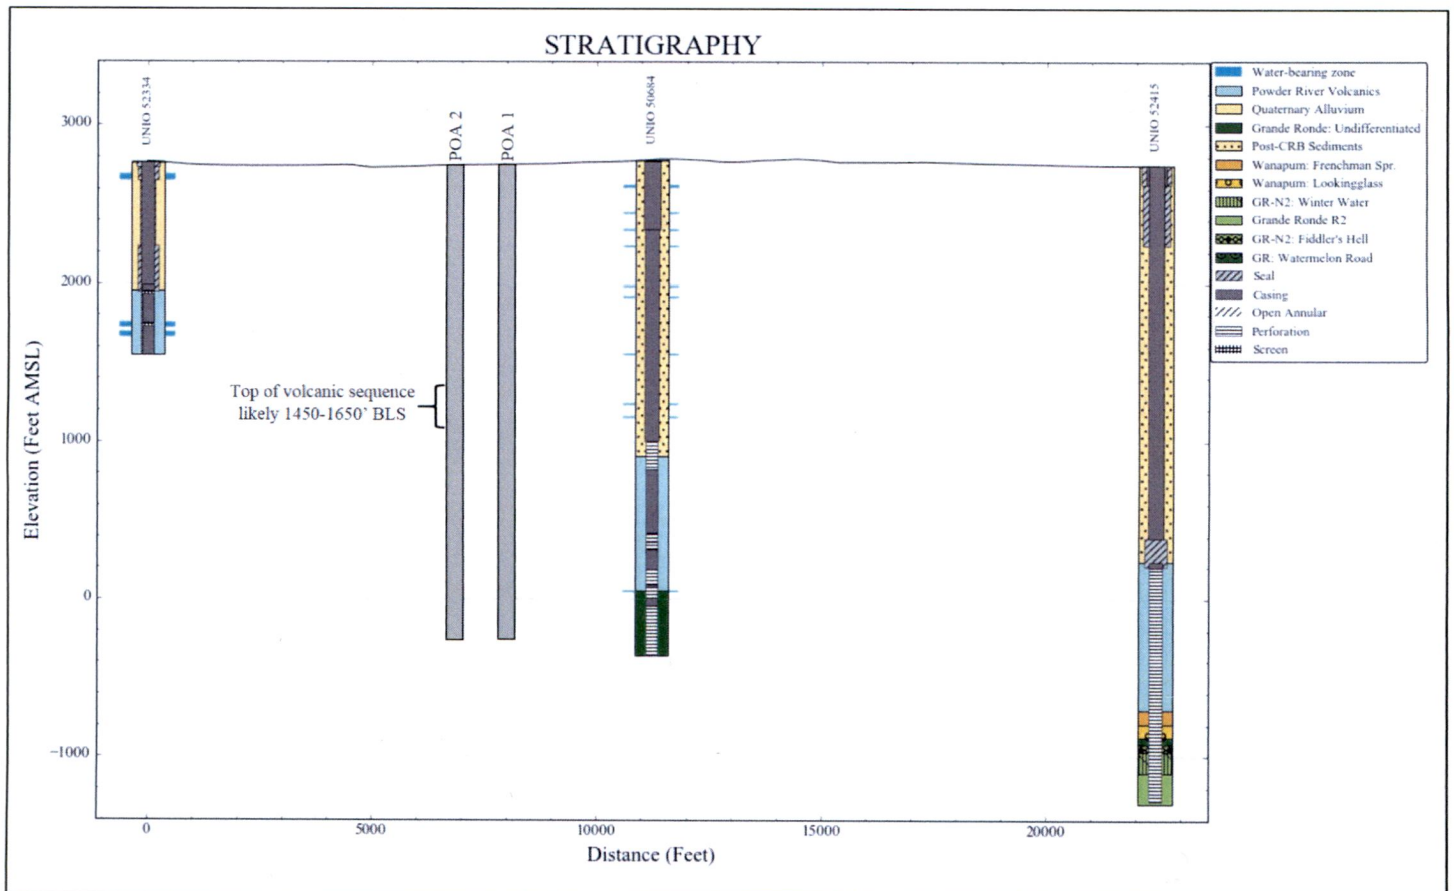 STRATIGRAPHY
UNIO 52334
POA 2
POA 1
UNIO 50684
UNIO 52415
3000
2000
1000
0
−1000
Elevation (Feet AMSL)
Top of volcanic sequence
likely 1450-1650' BLS
0
5000
10000
15000
20000
Distance (Feet)
Water-bearing zone
Powder River Volcanics
Quaternary Alluvium
Grande Ronde: Undifferentiated
Post-CRB Sediments
Wanapum: Frenchman Spr.
Wanapum: Lookingglass
GR-N2: Winter Water
Grande Ronde R2
GR-N2: Fiddler's Hell
GR: Watermelon Road
Seal
Casing
Open Annular
Perforation
Screen